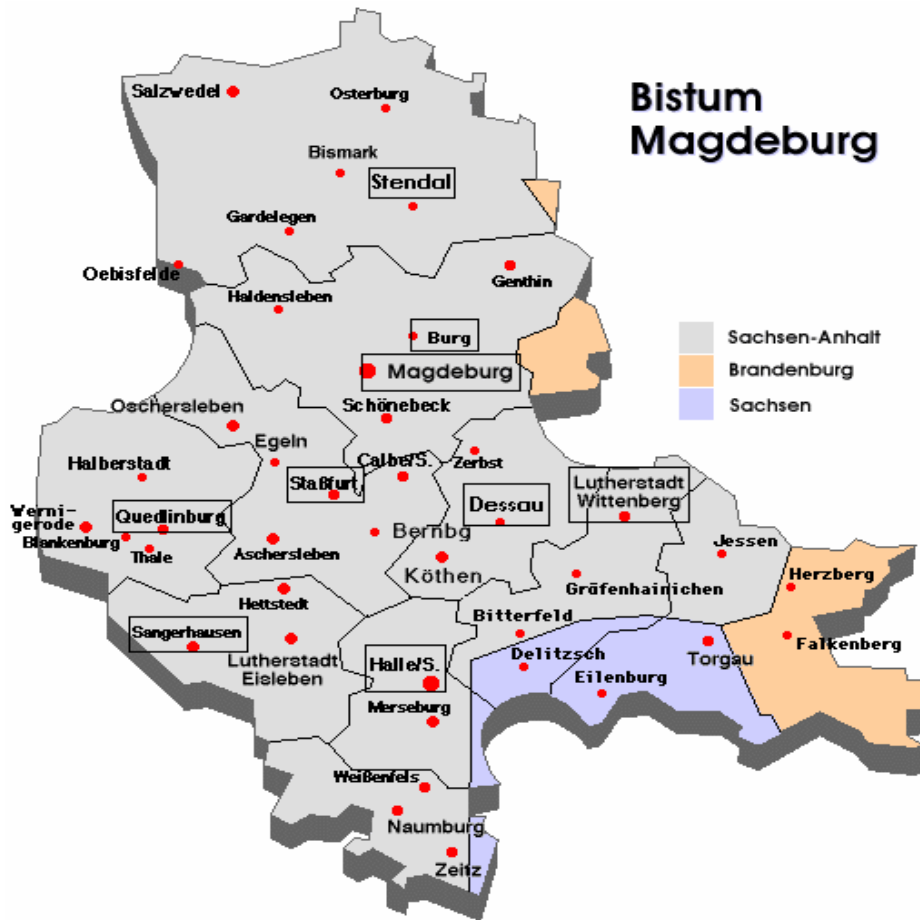 Bistum
Magdeburg
Salzwedel
Osterburg
Bismark
Stendal
Gardelegen
Oebisfelde
Genthin
Haldensleben
Burg
Magdeburg
Sachsen-Anhalt
Brandenburg
Sachsen
Schönebeck
Oschersleben
Egeln
Halberstadt
Calbe/S.
Zerbst
Staßfurt
Lutherstadt
Wittenberg
Dessau
Werni-
gerode
Quedlinburg
Blankenburg
Thale
Aschersleben
Bernbg
Jessen
Köthen
Gräfenhainichen
Herzberg
Hettstedt
Bitterfeld
Sangerhausen
Lutherstadt
Eisleben
Falkenberg
Halle/S.
Delitzsch
Torgau
Eilenburg
Merseburg
Weißenfels
Naumburg
Zeitz